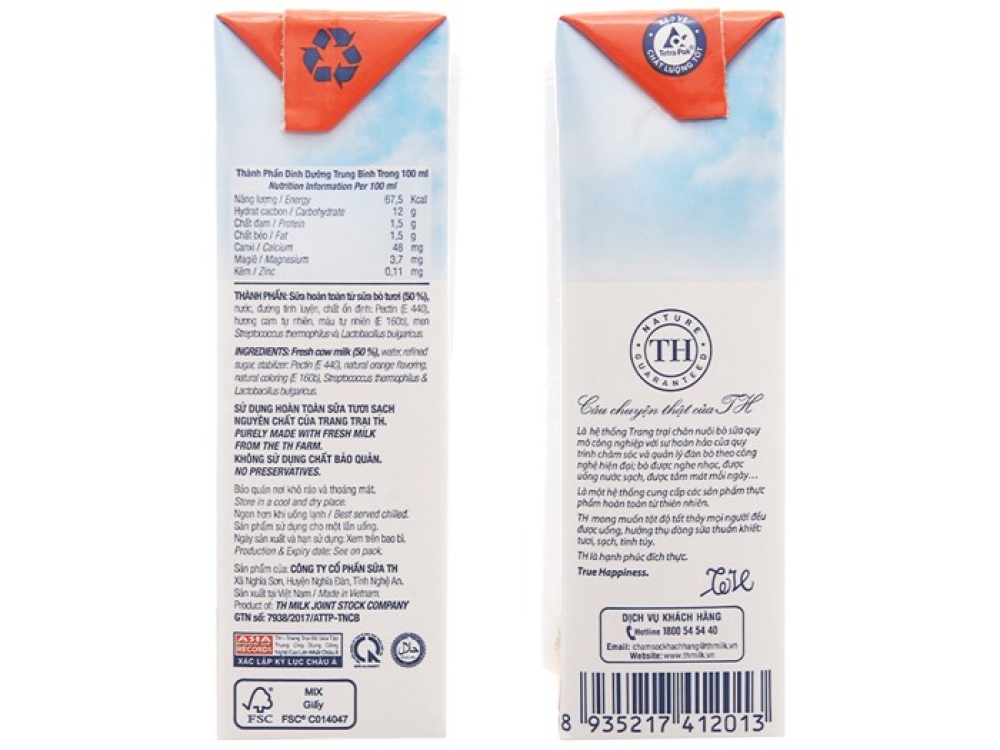 Thành Phần Dinh Dưỡng Trung Bình Trong 100 ml
Nutrition Information Per 100 ml
Năng lượng / Energy 67,5 Kcal
Hydrat cacbon / Carbohydrate 12 g
Chất đạm / Protein 1,5 g
Chất béo / Fat 1,5 g
Canxi / Calcium 48 mg
Magiê / Magnesium 3,7 mg
Kẽm / Zinc 0,11 mg
THÀNH PHẦN: Sữa hoàn toàn từ sữa bò tươi (50 %),
nước, đường tinh luyện, chất ổn định: Pectin (E 440),
hương cam tự nhiên, màu tự nhiên (E 160b), men
Streptococcus thermophilus và Lactobacillus bulgaricus.
INGREDIENTS: Fresh cow milk (50 %), water, refined
sugar, stabilizer: Pectin (E 440), natural orange flavoring,
natural coloring (E 160b), Streptococcus thermophilus &
Lactobacillus bulgaricus.
SỬ DỤNG HOÀN TOÀN SỮA TƯƠI SẠCH
NGUYÊN CHẤT CỦA TRANG TRẠI TH.
PURELY MADE WITH FRESH MILK
FROM THE TH FARM.
KHÔNG SỬ DỤNG CHẤT BẢO QUẢN.
NO PRESERVATIVES.
Bảo quản nơi khô ráo và thoáng mát.
Store in a cool and dry place.
Ngon hơn khi uống lạnh / Best served chilled.
Sản phẩm sử dụng cho một lần uống.
Ngày sản xuất và hạn sử dụng: Xem trên bao bì.
Production & Expiry date: See on pack.
Sản phẩm của: CÔNG TY CỔ PHẦN SỮA TH
Xã Nghĩa Sơn, Huyện Nghĩa Đàn, Tỉnh Nghệ An.
Sản xuất tại Việt Nam / Made in Vietnam.
Product of: TH MILK JOINT STOCK COMPANY
GTN số: 7938/2017/ATTP-TNCB
ASIA
RECORDS
XÁC LẬP KỶ LỤC CHÂU Á
FSC
MIX
Giấy
FSC® C014047
BẢO VỆ
Tetra Pak®
CHẤT LƯỢNG TỐT
NATURE
TH
GUARANTEED
Câu chuyện thật của TH
Là hệ thống Trang trại chăn nuôi bò sữa quy
mô công nghiệp với sự hoàn hảo của quy
trình chăm sóc và quản lý đàn bò theo công
nghệ hiện đại; bò được nghe nhạc, được
uống nước sạch, được tắm mát mỗi ngày...
Là một hệ thống cung cấp các sản phẩm thực
phẩm hoàn toàn từ thiên nhiên.
TH mong muốn tột độ tất thảy mọi người đều
được uống, hưởng thụ dòng sữa thuần khiết:
tươi, sạch, tinh túy.
TH là hạnh phúc đích thực.
True Happiness.
DỊCH VỤ KHÁCH HÀNG
Hotline 1800 54 54 40
Email: chamsockhachhang@thmilk.vn
Website: www.thmilk.vn
8 935217 412013